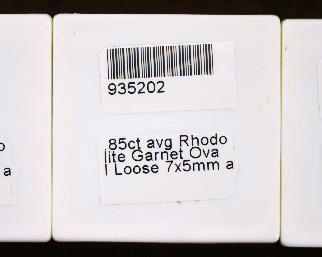 935202
.85ct avg Rhodo
lite Garnet Ova
l Loose 7x5mm a
o
a